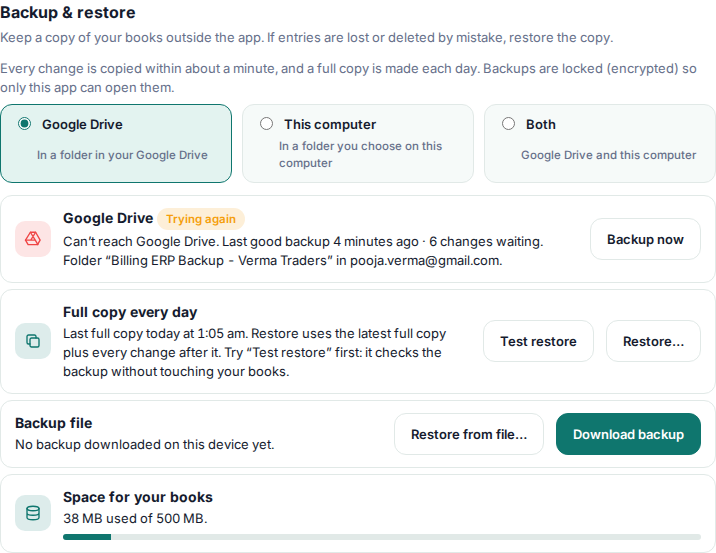 Backup & restore
Keep a copy of your books outside the app. If entries are lost or deleted by mistake, restore the copy.
Every change is copied within about a minute, and a full copy is made each day. Backups are locked (encrypted) so
only this app can open them.
Google Drive
In a folder in your Google Drive
This computer
In a folder you choose on this
computer
Both
Google Drive and this computer
Google Drive Trying again
Can’t reach Google Drive. Last good backup 4 minutes ago · 6 changes waiting.
Folder “Billing ERP Backup - Verma Traders” in pooja.verma@gmail.com.
Backup now
Full copy every day
Last full copy today at 1:05 am. Restore uses the latest full copy
plus every change after it. Try “Test restore” first: it checks the
backup without touching your books.
Test restore
Restore…
Backup file
No backup downloaded on this device yet.
Restore from file…
Download backup
Space for your books
38 MB used of 500 MB.